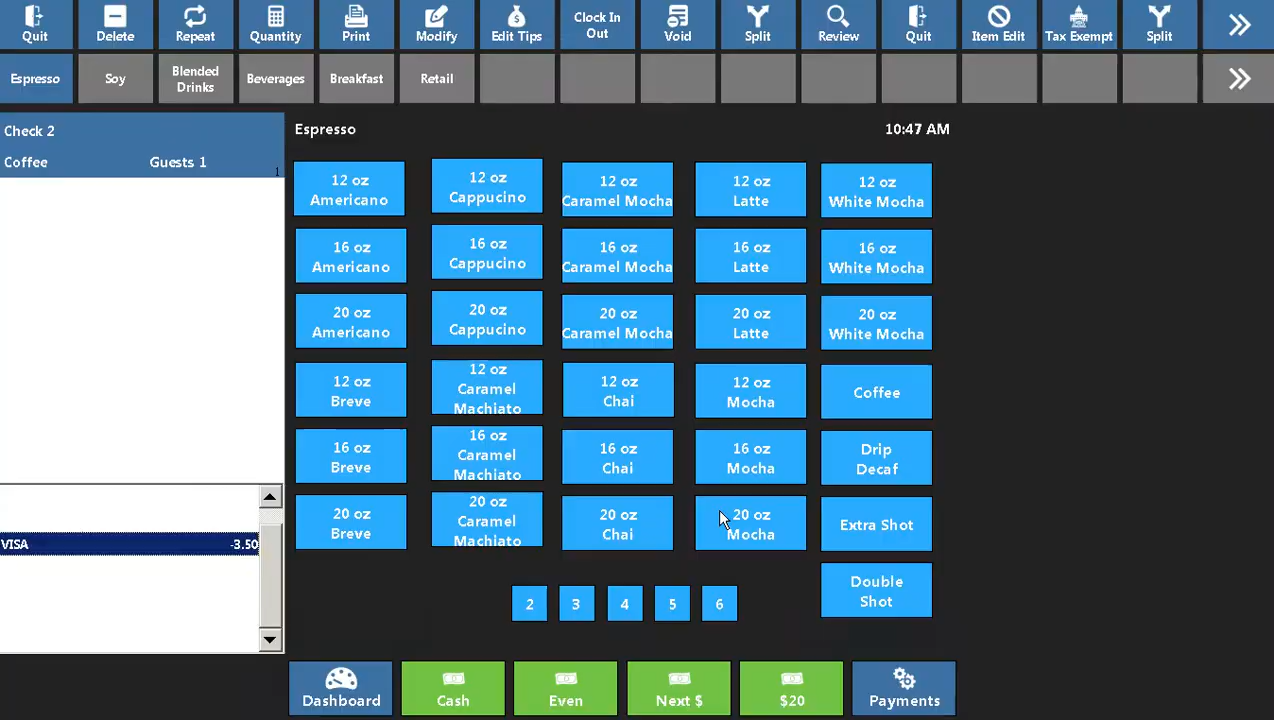 Quit
Delete
Repeat
Quantity
Print
Modify
Edit Tips
Clock In
Out
Void
Split
Review
Quit
Item Edit
Tax Exempt
Split
Espresso
Soy
Blended
Drinks
Beverages
Breakfast
Retail
Check 2
Coffee Guests 1
1
VISA -3.50
Espresso 10:47 AM
12 oz
Americano
12 oz
Cappucino
12 oz
Caramel Mocha
12 oz
Latte
12 oz
White Mocha
16 oz
Americano
16 oz
Cappucino
16 oz
Caramel Mocha
16 oz
Latte
16 oz
White Mocha
20 oz
Americano
20 oz
Cappucino
20 oz
Caramel Mocha
20 oz
Latte
20 oz
White Mocha
12 oz
Breve
12 oz
Caramel
Machiato
12 oz
Chai
12 oz
Mocha
Coffee
16 oz
Breve
16 oz
Caramel
Machiato
16 oz
Chai
16 oz
Mocha
Drip
Decaf
20 oz
Breve
20 oz
Caramel
Machiato
20 oz
Chai
20 oz
Mocha
Extra Shot
Double
Shot
2 3 4 5 6
Dashboard
Cash
Even
Next $
$20
Payments